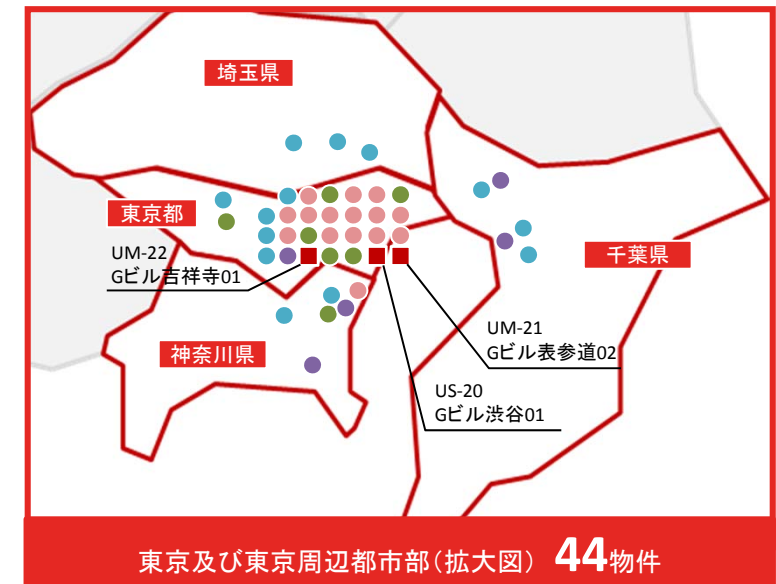 埼玉県
東京都
UM-22
Gビル吉祥寺01
千葉県
神奈川県
UM-21
Gビル表参道02
US-20
Gビル渋谷01
東京及び東京周辺都市部(拡大図) 44物件